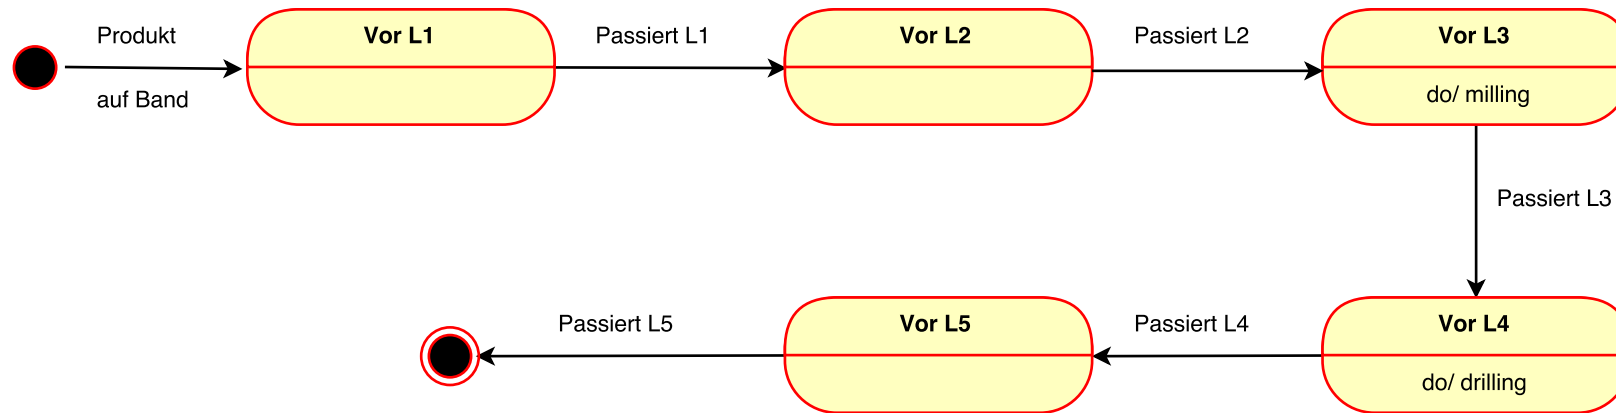 Produkt
auf Band
Vor L1
Passiert L1
Vor L2
Passiert L2
Vor L3
do/ milling
Passiert L3
Vor L4
do/ drilling
Passiert L4
Vor L5
Passiert L5